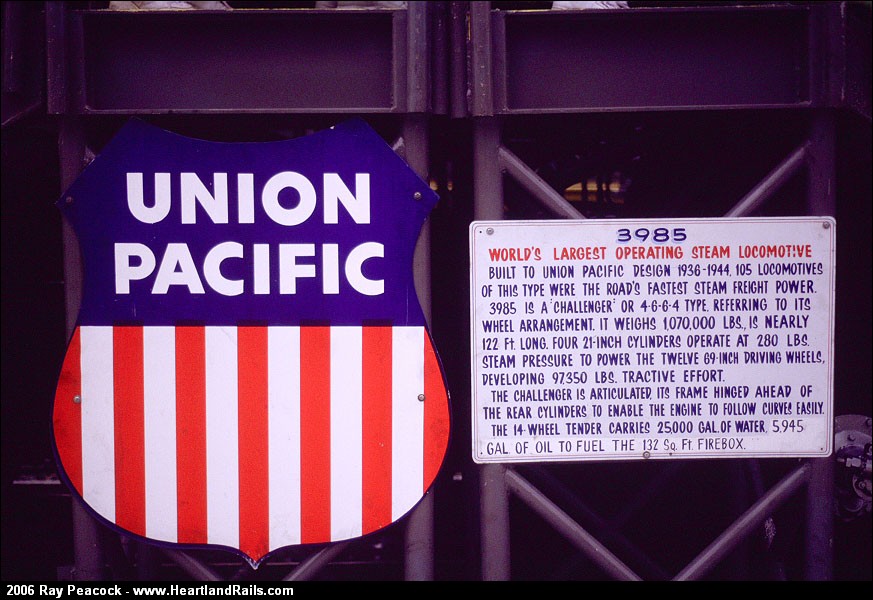 UNION
PACIFIC
3985
WORLD'S LARGEST OPERATING STEAM LOCOMOTIVE
BUILT TO UNION PACIFIC DESIGN 1936-1944, 105 LOCOMOTIVES
OF THIS TYPE WERE THE ROAD'S FASTEST STEAM FREIGHT POWER.
3985 IS A "CHALLENGER" OR 4-6-6-4 TYPE, REFERRING TO ITS
WHEEL ARRANGEMENT. IT WEIGHS 1,070,000 LBS., IS NEARLY
122 Ft. LONG. FOUR 21-INCH CYLINDERS OPERATE AT 280 LBS.
STEAM PRESSURE TO POWER THE TWELVE 69-INCH DRIVING WHEELS,
DEVELOPING 97,350 LBS. TRACTIVE EFFORT.
THE CHALLENGER IS ARTICULATED, ITS FRAME HINGED AHEAD OF
THE REAR CYLINDERS TO ENABLE THE ENGINE TO FOLLOW CURVES EASILY.
THE 14-WHEEL TENDER CARRIES 25,000 GAL. OF WATER, 5,945
GAL. OF OIL TO FUEL THE 132 Sq. Ft. FIREBOX.
2006 Ray Peacock - www.HeartlandRails.com